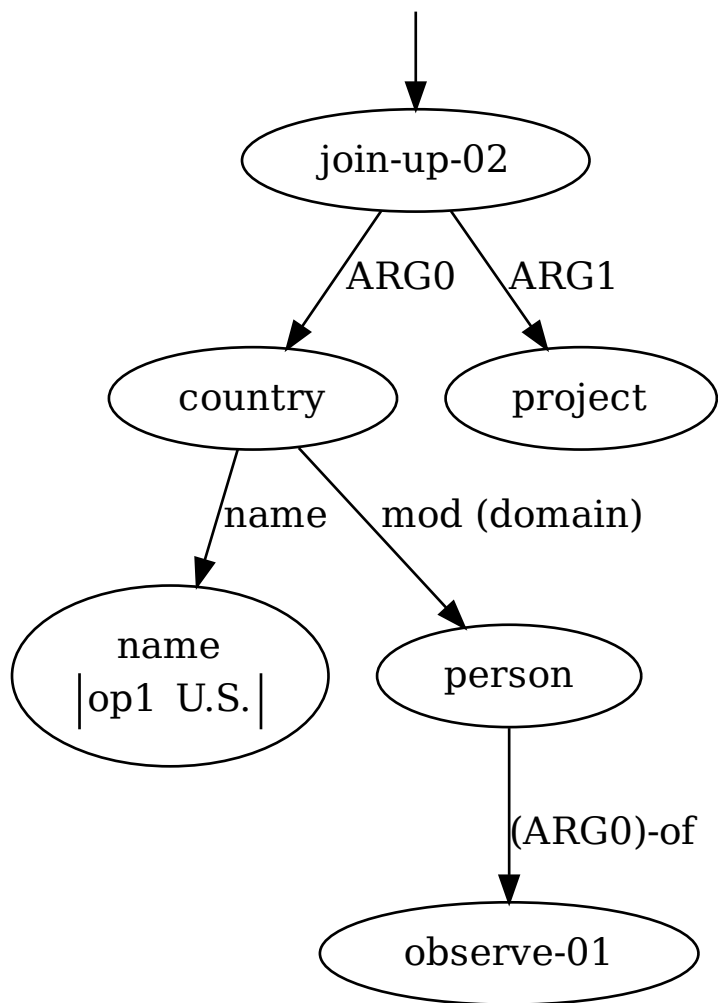 join-up-02
ARG0
ARG1
country
project
name
mod (domain)
name
|op1 U.S.|
person
(ARG0)-of
observe-01